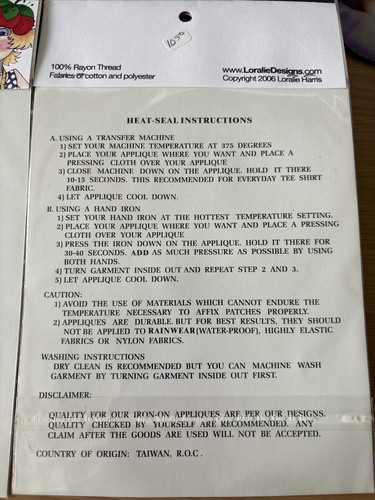 1050
100% Rayon Thread
Fabrics of cotton and polyester
www.LoralieDesigns.com
Copyright 2006 Loralie Harris
HEAT-SEAL INSTRUCTIONS
A. USING A TRANSFER MACHINE
1) SET YOUR MACHINE TEMPERATURE AT 375 DEGREES
2) PLACE YOUR APPLIQUE WHERE YOU WANT AND PLACE A
PRESSING CLOTH OVER YOUR APPLIQUE
3) CLOSE MACHINE DOWN ON THE APPLIQUE. HOLD IT THERE
10-15 SECONDS. THIS RECOMMENDED FOR EVERYDAY TEE SHIRT
FABRIC.
4) LET APPLIQUE COOL DOWN.
B. USING A HAND IRON
1) SET YOUR HAND IRON AT THE HOTTEST TEMPERATURE SETTING.
2) PLACE YOUR APPLIQUE WHERE YOU WANT AND PLACE A PRESSING
CLOTH OVER YOUR APPLIQUE
3) PRESS THE IRON DOWN ON THE APPLIQUE. HOLD IT THERE FOR
30-40 SECONDS. ADD AS MUCH PRESSURE AS POSSIBLE BY USING
BOTH HANDS.
4) TURN GARMENT INSIDE OUT AND REPEAT STEP 2 AND 3.
5) LET APPLIQUE COOL DOWN.
CAUTION:
1) AVOID THE USE OF MATERIALS WHICH CANNOT ENDURE THE
TEMPERATURE NECESSARY TO AFFIX PATCHES PROPERLY.
2) APPLIQUES ARE DURABLE. BUT FOR BEST RESULTS, THEY SHOULD
NOT BE APPLIED TO RAINWEAR(WATER-PROOF), HIGHLY ELASTIC
FABRICS OR NYLON FABRICS.
WASHING INSTRUCTIONS
DRY CLEAN IS RECOMMENDED BUT YOU CAN MACHINE WASH
GARMENT BY TURNING GARMENT INSIDE OUT FIRST.
DISCLAIMER:
QUALITY FOR OUR IRON-ON APPLIQUES ARE PER OUR DESIGNS.
QUALITY CHECKED BY YOURSELF ARE RECOMMENDED. ANY
CLAIM AFTER THE GOODS ARE USED WILL NOT BE ACCEPTED.
COUNTRY OF ORIGIN: TAIWAN, R.O.C.